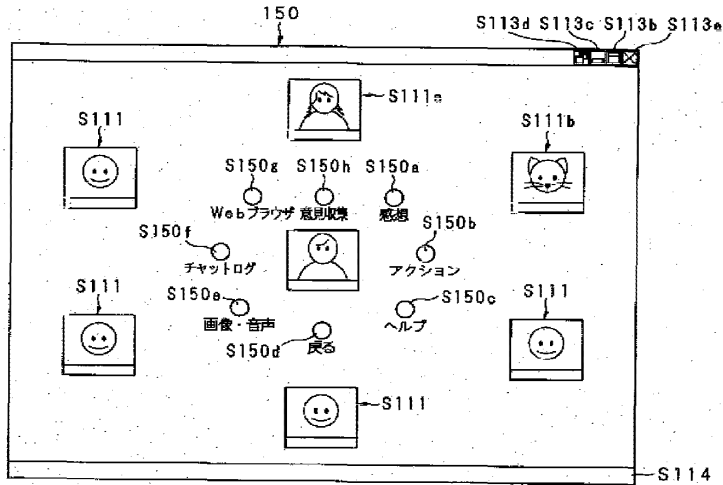 150
S113d S113c S113b S113e
S111a
S111
S111b
S150g S150h S150a
Webブラウザ 意見収集 感想
S150f
S150b
チャットログ
アクション
S111
S150e
S150c
S111
画像・音声
ヘルプ
S150d
戻る
S111
S114